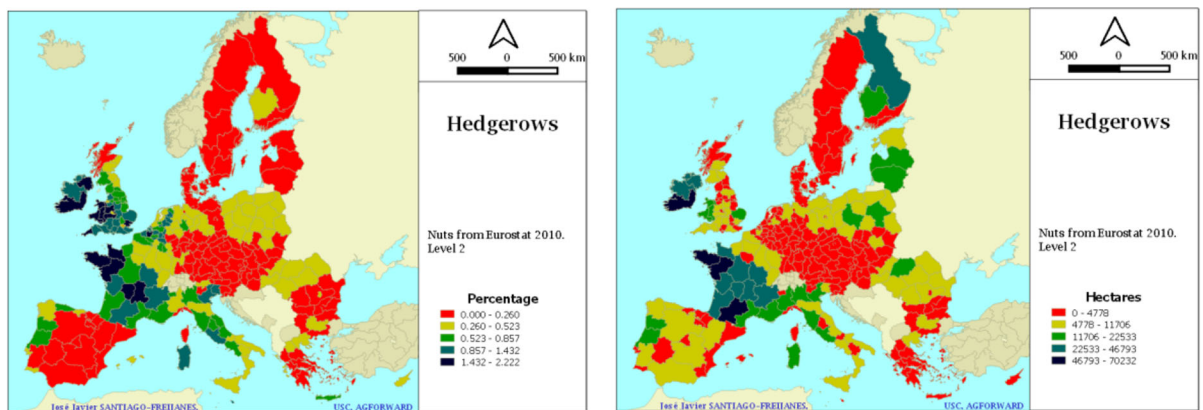 500 0 500 km
Hedgerows
Nuts from Eurostat 2010.
Level 2
Percentage
0.000 - 0.260
0.260 - 0.523
0.523 - 0.857
0.857 - 1.432
1.432 - 2.222
José Javier SANTIAGO-FREIJANES, USC, AGFORWARD
500 0 500 km
Hedgerows
Nuts from Eurostat 2010.
Level 2
Hectares
0 - 4778
4778 - 11706
11706 - 22533
22533 - 46793
46793 - 70232
José Javier SANTIAGO-FREIJANES, USC, AGFORWARD